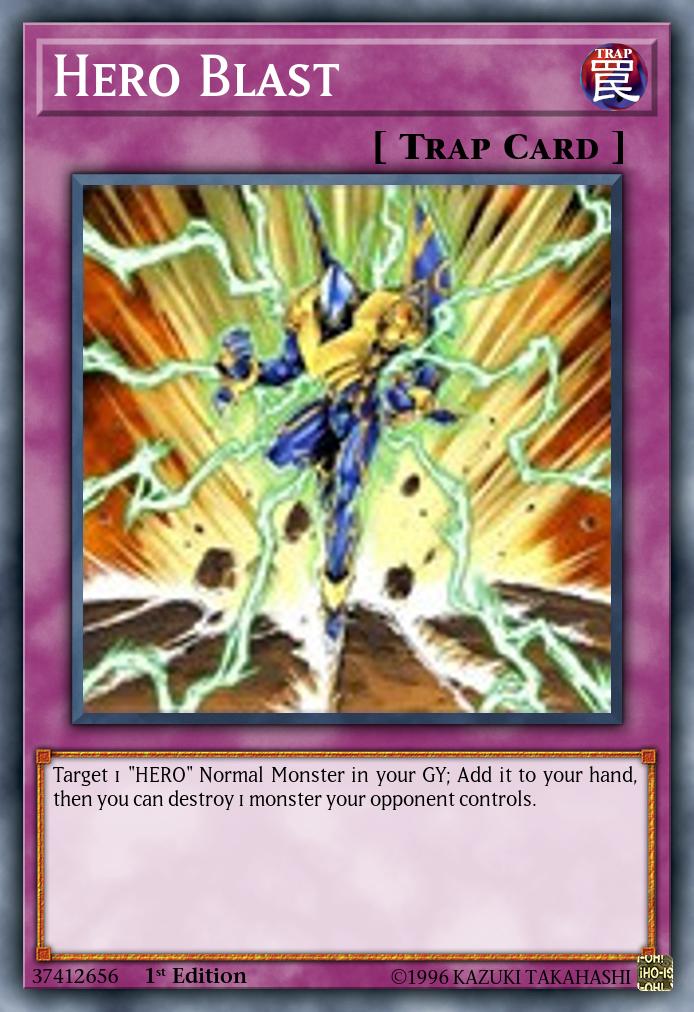 HERO BLAST
TRAP
罠
[ TRAP CARD ]
Target 1 "HERO" Normal Monster in your GY; Add it to your hand,
then you can destroy 1 monster your opponent controls.
37412656 1st Edition ©1996 KAZUKI TAKAHASHI